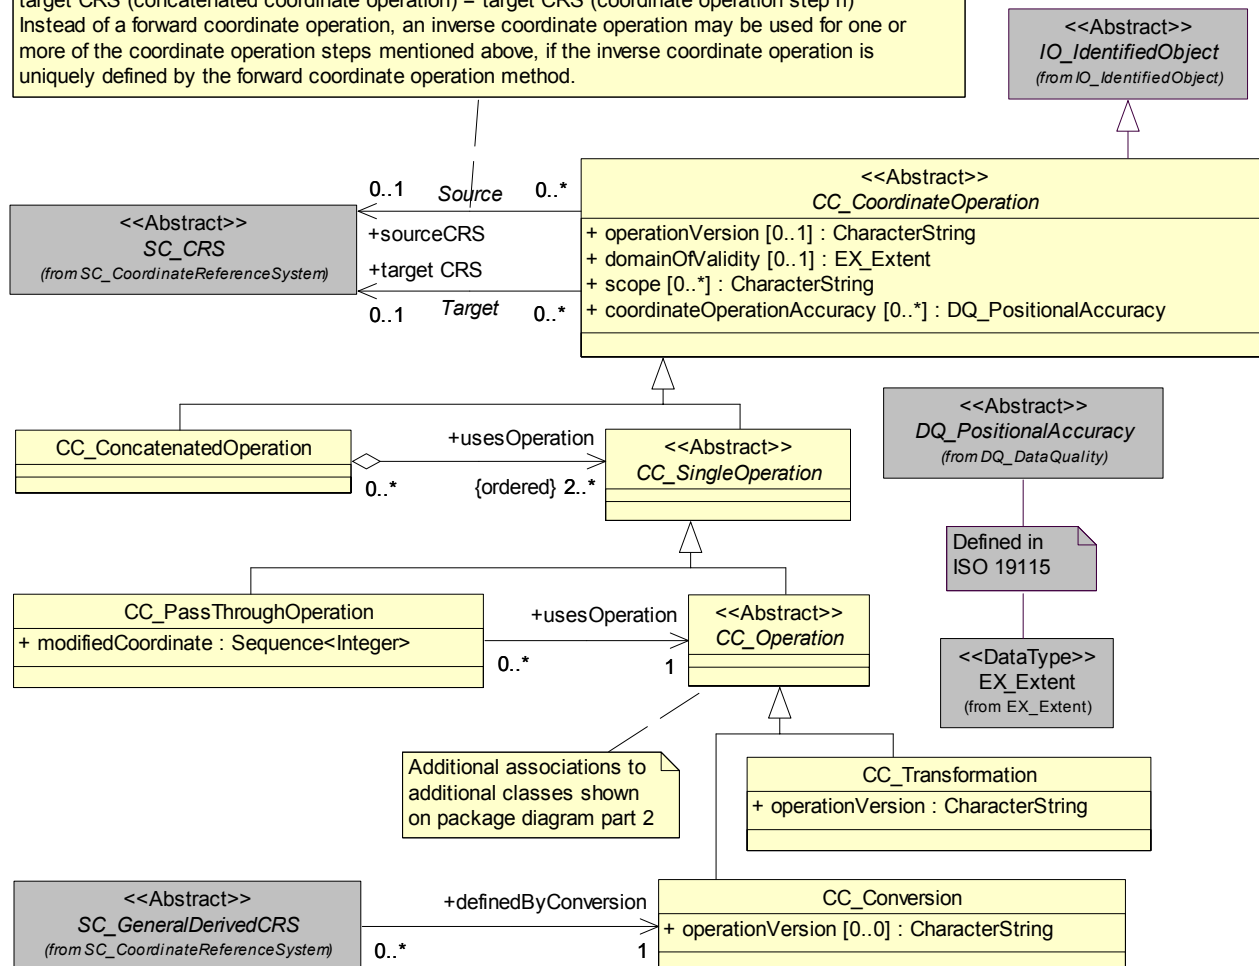 target CRS (concatenated coordinate operation) = target CRS (coordinate operation step n)
Instead of a forward coordinate operation, an inverse coordinate operation may be used for one or
more of the coordinate operation steps mentioned above, if the inverse coordinate operation is
uniquely defined by the forward coordinate operation method.
<<Abstract>>
IO_IdentifiedObject
(from IO_IdentifiedObject)
0..1 Source 0..*
+sourceCRS
+target CRS
0..1 Target 0..*
<<Abstract>>
SC_CRS
(from SC_CoordinateReferenceSystem)
<<Abstract>>
CC_CoordinateOperation
+ operationVersion [0..1] : CharacterString
+ domainOfValidity [0..1] : EX_Extent
+ scope [0..*] : CharacterString
+ coordinateOperationAccuracy [0..*] : DQ_PositionalAccuracy
CC_ConcatenatedOperation
+usesOperation
0..* {ordered} 2..*
<<Abstract>>
CC_SingleOperation
<<Abstract>>
DQ_PositionalAccuracy
(from DQ_DataQuality)
Defined in
ISO 19115
<<DataType>>
EX_Extent
(from EX_Extent)
CC_PassThroughOperation
+ modifiedCoordinate : Sequence<Integer>
+usesOperation
0..* 1
<<Abstract>>
CC_Operation
Additional associations to
additional classes shown
on package diagram part 2
CC_Transformation
+ operationVersion : CharacterString
<<Abstract>>
SC_GeneralDerivedCRS
(from SC_CoordinateReferenceSystem)
+definedByConversion
0..* 1
CC_Conversion
+ operationVersion [0..0] : CharacterString